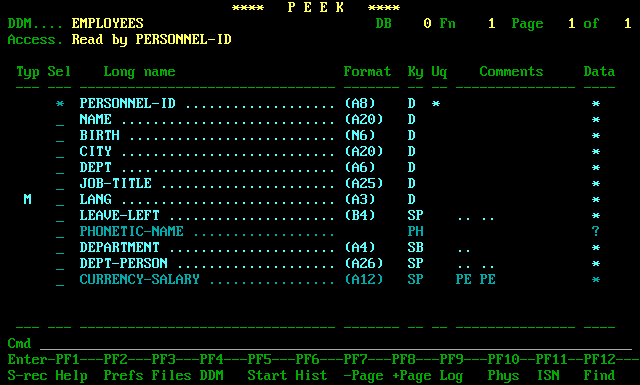 **** P E E K ****
DDM.... EMPLOYEES DB 0 Fn 1 Page 1 of 1
Access. Read by PERSONNEL-ID
Typ Sel Long name Format Ky Uq Comments Data
--- --- -------------------------------- ------ -- -- -------------- ----
* PERSONNEL-ID ................... (A8) D * *
_ NAME ........................... (A20) D *
_ BIRTH .......................... (N6) D *
_ CITY ........................... (A20) D *
_ DEPT ........................... (A6) D *
_ JOB-TITLE ...................... (A25) D *
M _ LANG ........................... (A3) D *
_ LEAVE-LEFT ..................... (B4) SP .. .. *
_ PHONETIC-NAME .................. PH ?
_ DEPARTMENT ..................... (A4) SB .. *
_ DEPT-PERSON .................... (A26) SP .. .. *
_ CURRENCY-SALARY ................ (A12) SP PE PE *
--- --- -------------------------------- ------ -- -- -------------- ----
Cmd
Enter-PF1---PF2---PF3---PF4---PF5---PF6---PF7---PF8---PF9---PF10--PF11--PF12---
S-rec Help Prefs Files DDM Start Hist -Page +Page Log Phys ISN Find